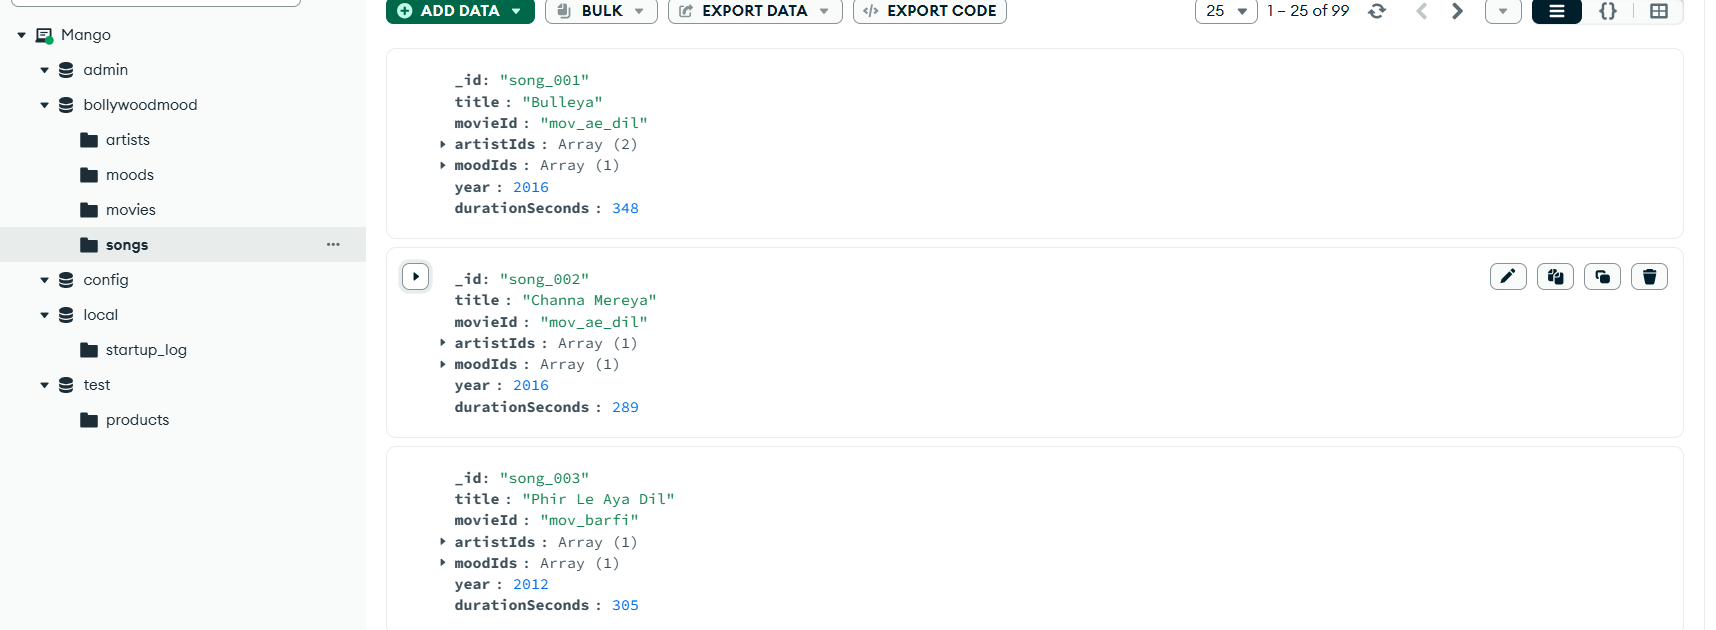 ADD DATA BULK EXPORT DATA EXPORT CODE 25 1 – 25 of 99 {}
Mango
admin
bollywoodmood
artists
moods
movies
songs ...
config
local
startup_log
test
products
_id: "song_001"
title : "Bulleya"
movieId : "mov_ae_dil"
artistIds : Array (2)
moodIds : Array (1)
year : 2016
durationSeconds : 348
_id: "song_002"
title : "Channa Mereya"
movieId : "mov_ae_dil"
artistIds : Array (1)
moodIds : Array (1)
year : 2016
durationSeconds : 289
_id: "song_003"
title : "Phir Le Aya Dil"
movieId : "mov_barfi"
artistIds : Array (1)
moodIds : Array (1)
year : 2012
durationSeconds : 305